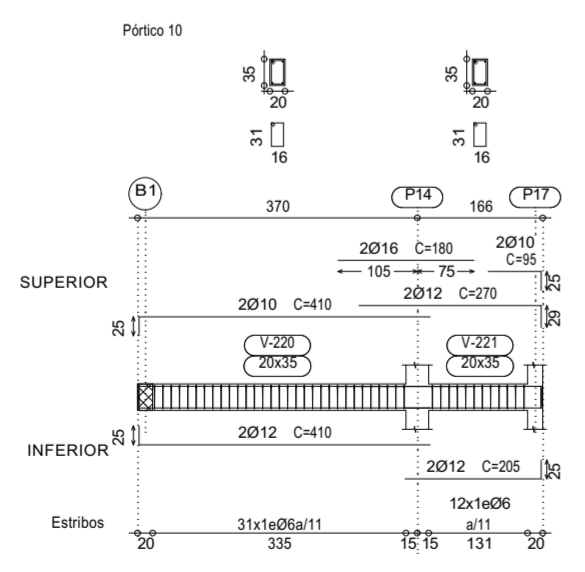 Pórtico 10
35
35
20
20
31
31
16
16
B1
P14
P17
370
166
2Ø16 C=180
2Ø10
C=95
105
75
25
SUPERIOR
2Ø10 C=410
2Ø12 C=270
25
29
V-220
20x35
V-221
20x35
INFERIOR
25
2Ø12 C=410
2Ø12 C=205
25
Estribos
31x1eØ6a/11
12x1eØ6
a/11
20
335
15
15
131
20